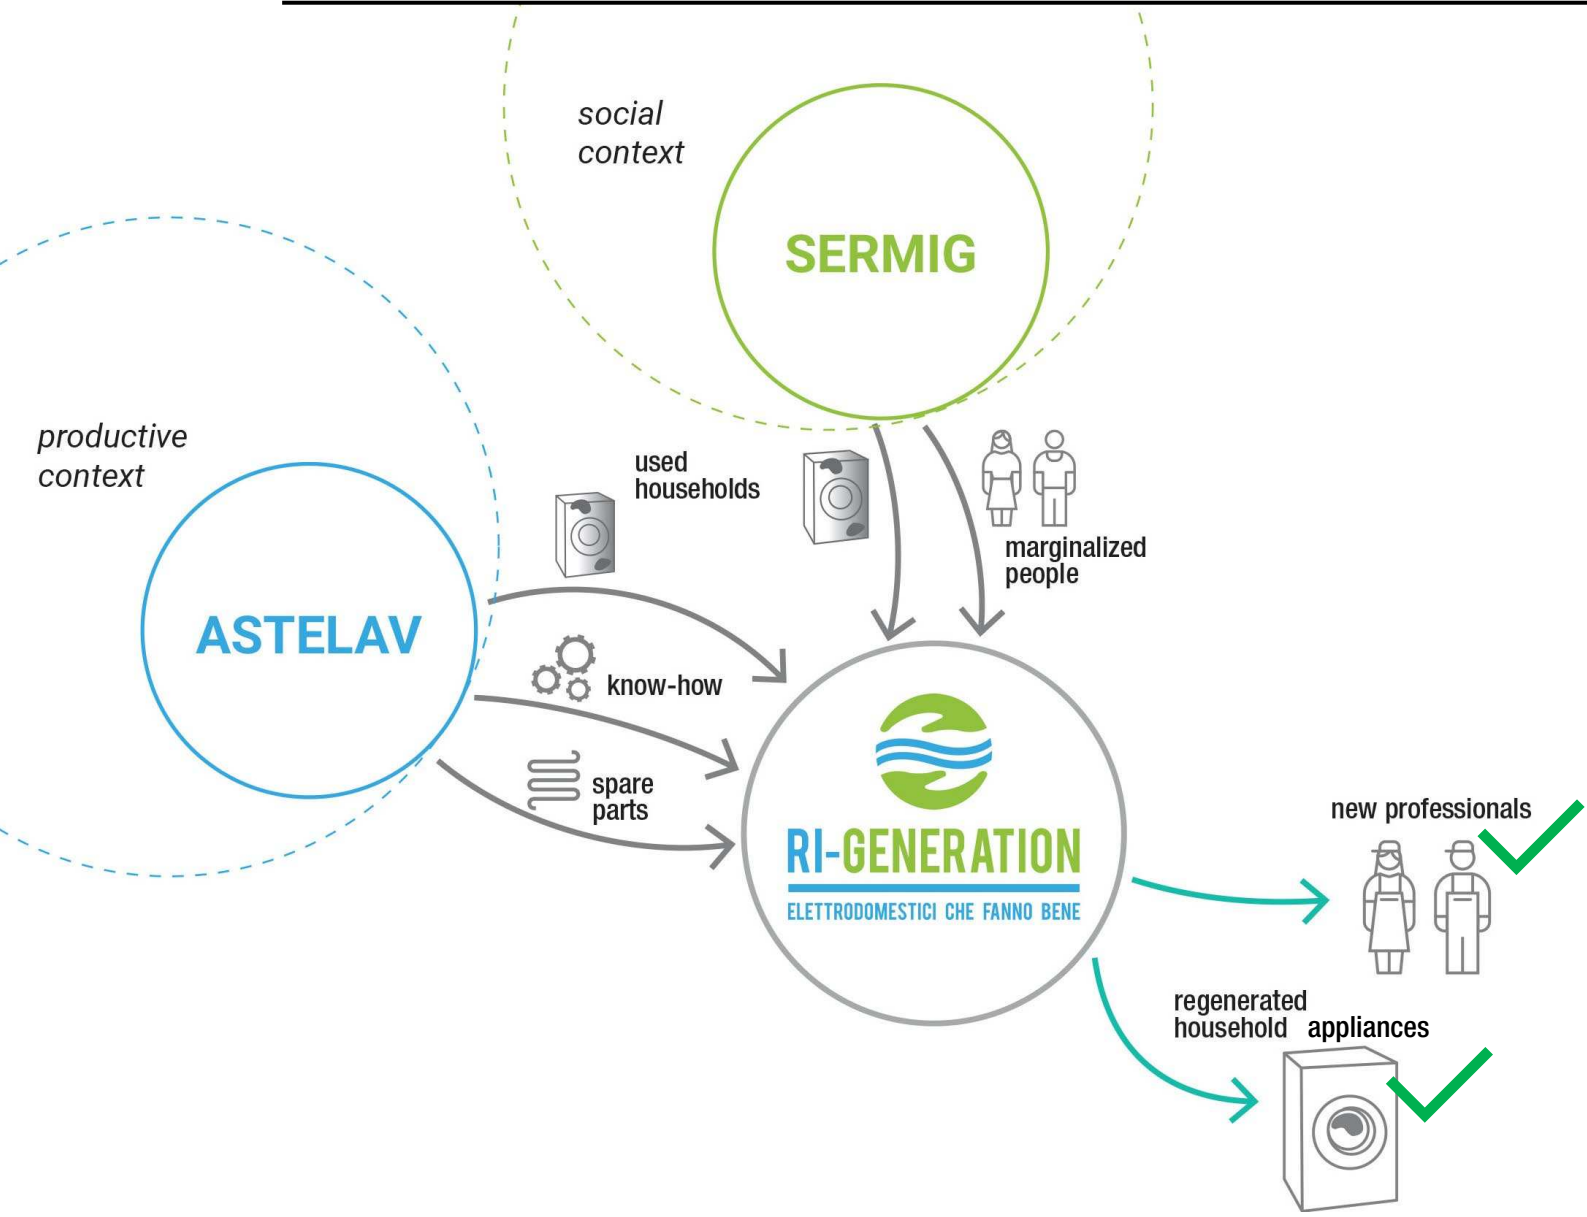 social
context
SERMIG
productive
context
ASTELAV
used
households
marginalized
people
know-how
spare
parts
RI-GENERATION
ELETTRODOMESTICI CHE FANNO BENE
new professionals
regenerated
household appliances